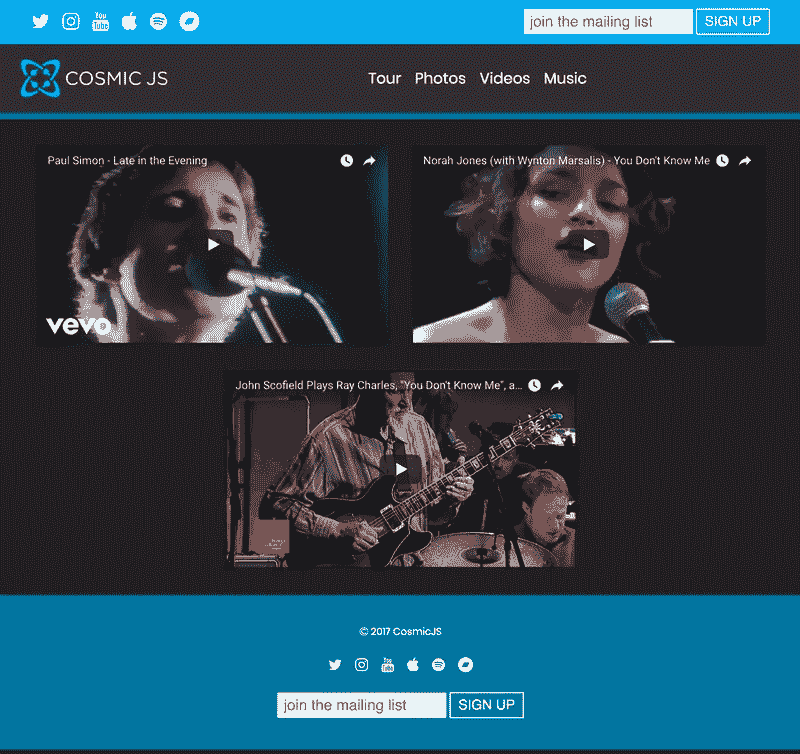 You Tube
join the mailing list SIGN UP
COSMIC JS
Tour Photos Videos Music
Paul Simon - Late in the Evening
Norah Jones (with Wynton Marsalis) - You Don't Know Me
vevo
John Scofield Plays Ray Charles, "You Don't Know Me", a...
© 2017 CosmicJS
You Tube
join the mailing list SIGN UP